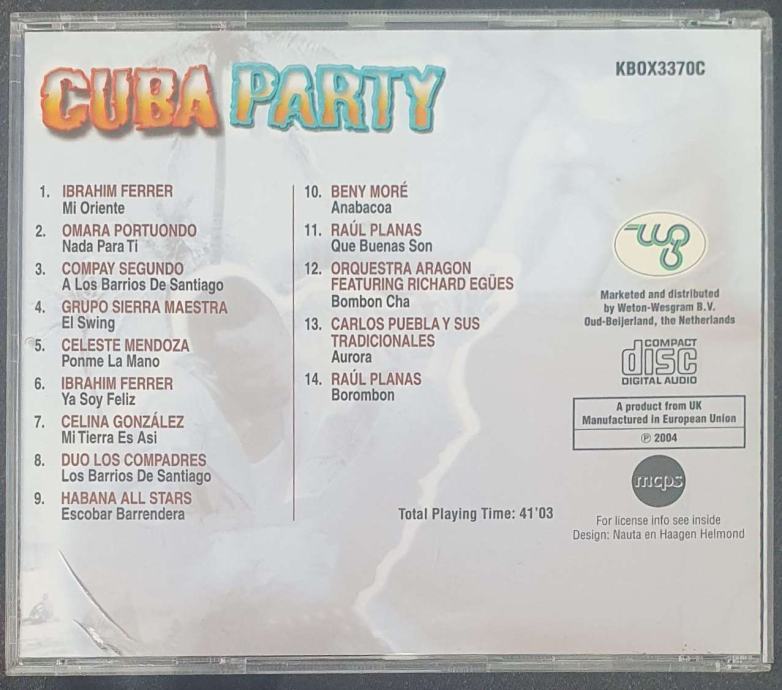 CUBA PARTY
KBOX3370C
1. IBRAHIM FERRER
Mi Oriente
2. OMARA PORTUONDO
Nada Para Ti
3. COMPAY SEGUNDO
A Los Barrios De Santiago
4. GRUPO SIERRA MAESTRA
El Swing
5. CELESTE MENDOZA
Ponme La Mano
6. IBRAHIM FERRER
Ya Soy Feliz
7. CELINA GONZÁLEZ
Mi Tierra Es Asi
8. DUO LOS COMPADRES
Los Barrios De Santiago
9. HABANA ALL STARS
Escobar Barrendera
10. BENY MORÉ
Anabacoa
11. RAÚL PLANAS
Que Buenas Son
12. ORQUESTRA ARAGON
FEATURING RICHARD EGÜES
Bombon Cha
13. CARLOS PUEBLA Y SUS
TRADICIONALES
Aurora
14. RAÚL PLANAS
Borombon
Total Playing Time: 41'03
Marketed and distributed
by Weton-Wesgram B.V.
Oud-Beijerland, the Netherlands
COMPACT
disc
DIGITAL AUDIO
A product from UK
Manufactured in European Union
℗ 2004
mcps
For license info see inside
Design: Nauta en Haagen Helmond